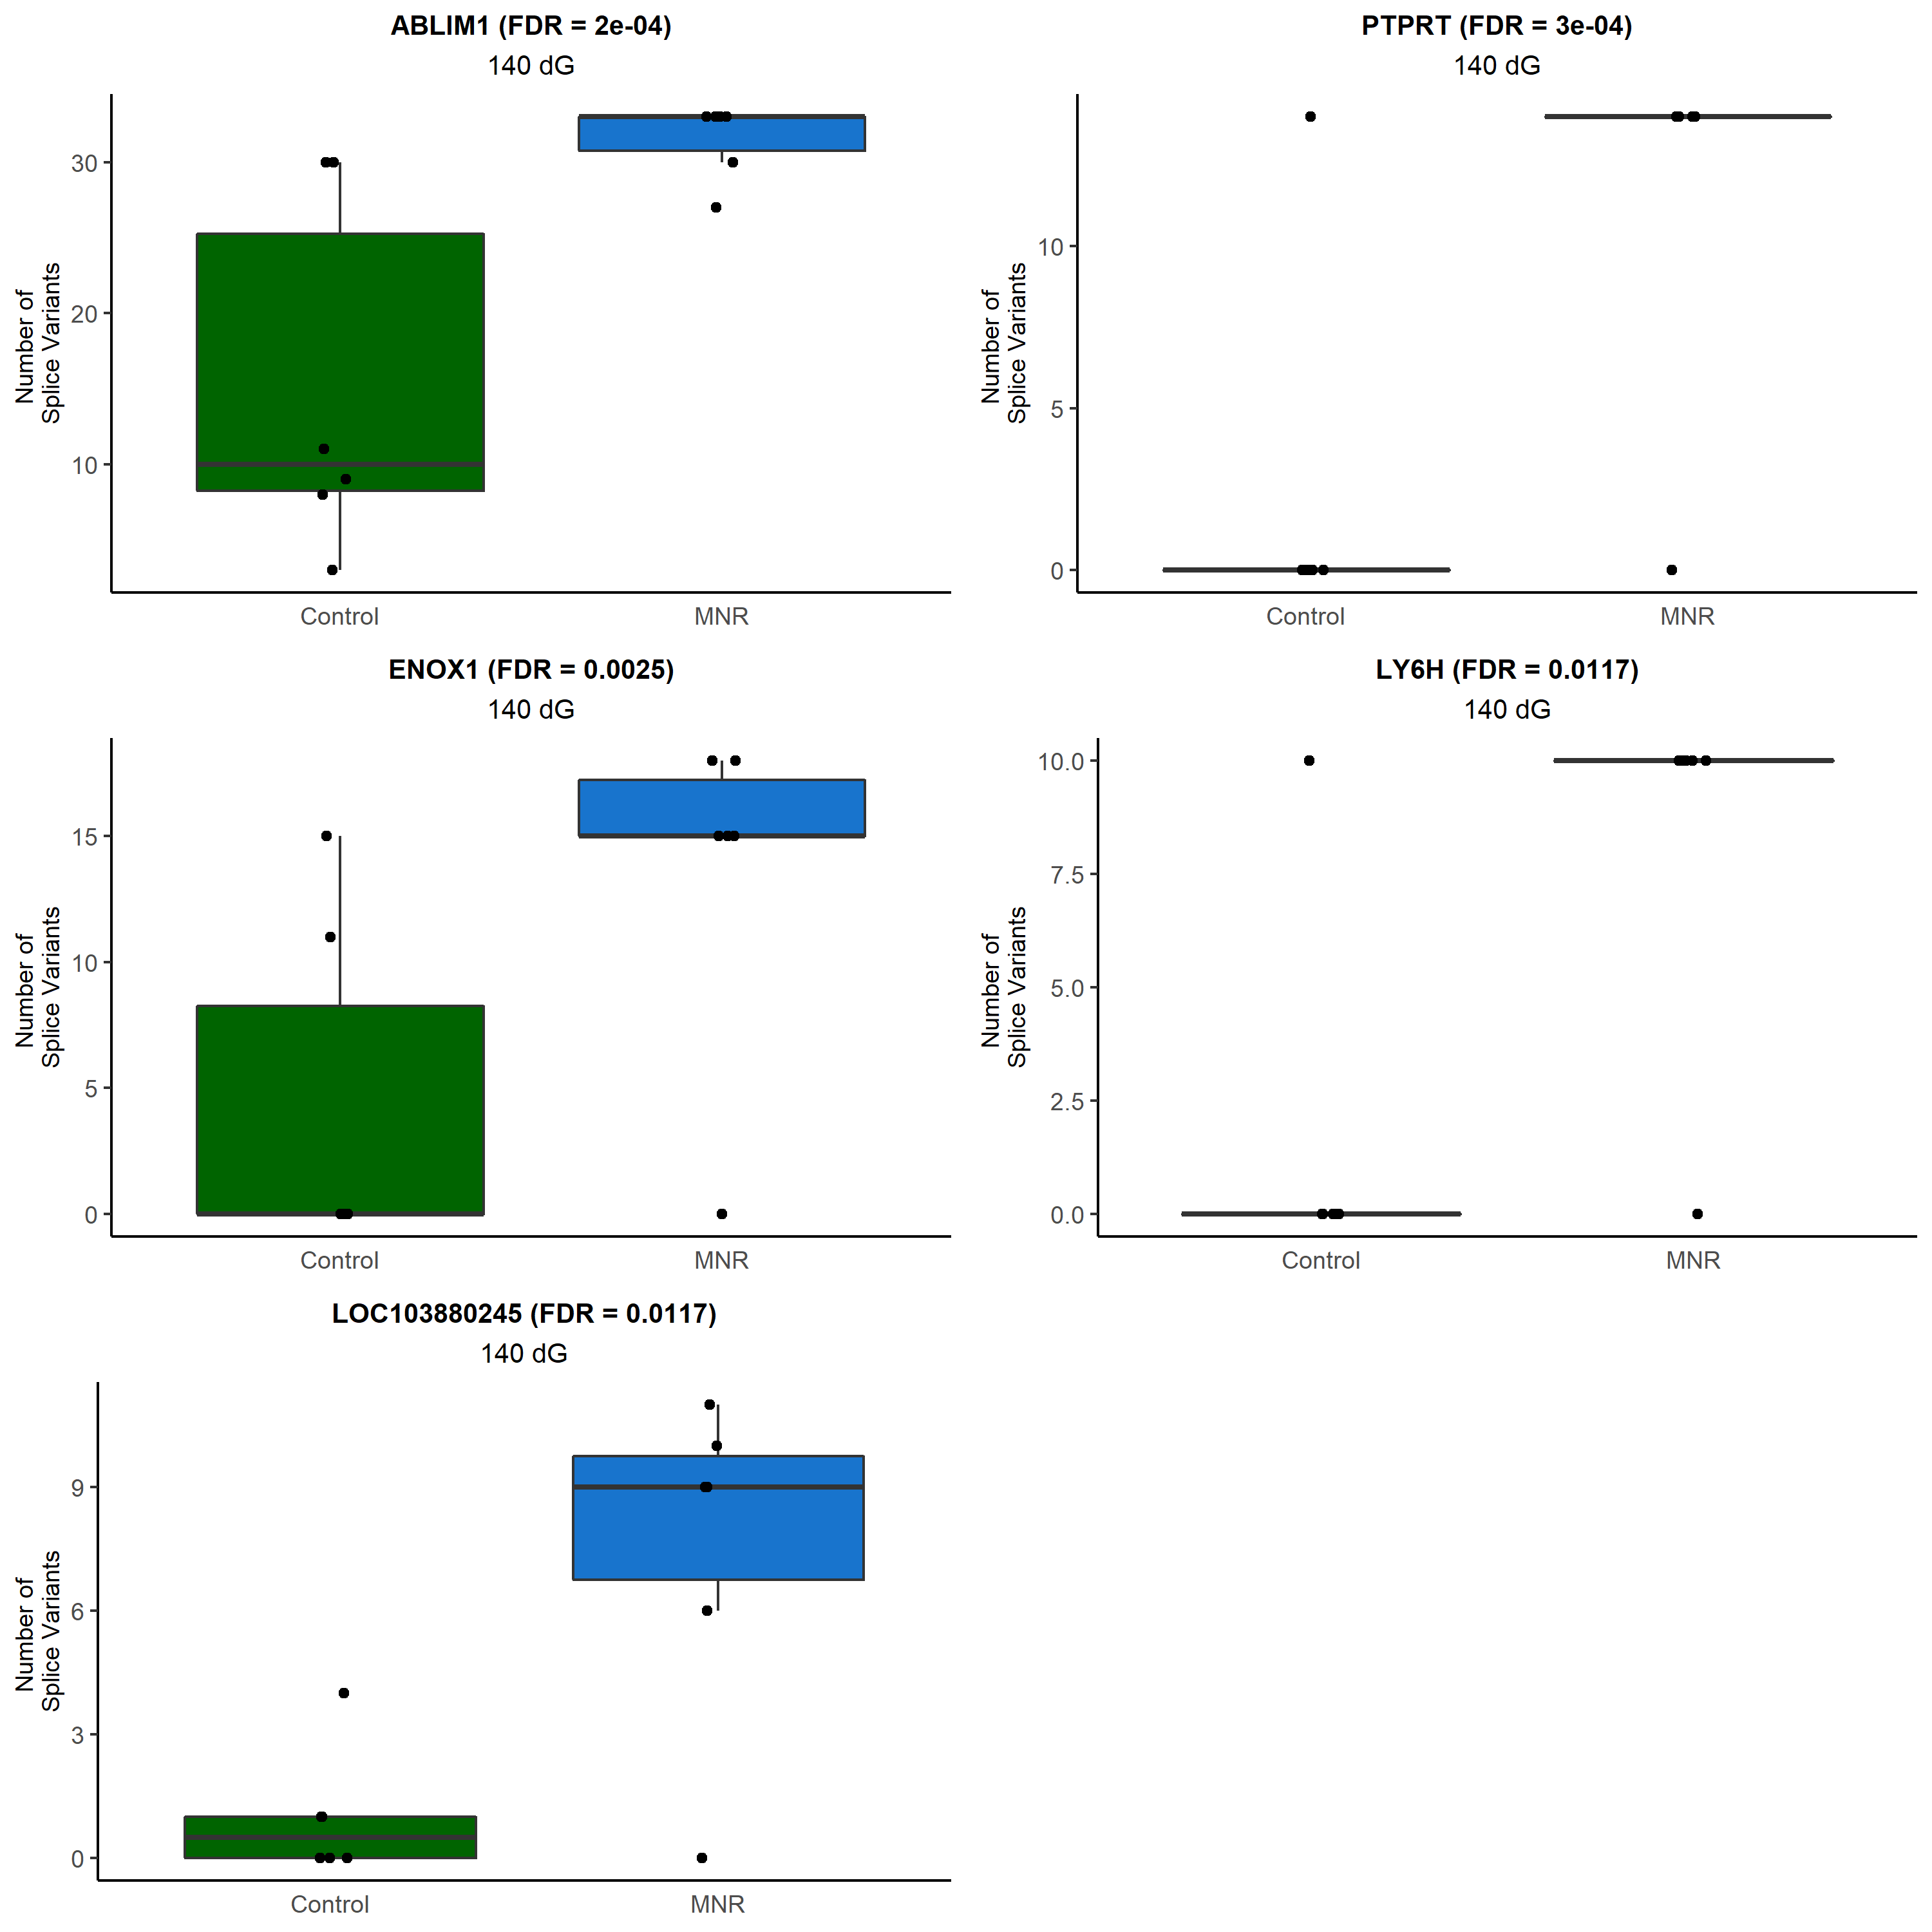 ABLIM1 (FDR = 2e-04)
140 dG
Number of
Splice Variants
30
20
10
Control
MNR
PTPRT (FDR = 3e-04)
140 dG
Number of
Splice Variants
10
5
0
Control
MNR
ENOX1 (FDR = 0.0025)
140 dG
Number of
Splice Variants
15
10
5
0
Control
MNR
LY6H (FDR = 0.0117)
140 dG
Number of
Splice Variants
10.0
7.5
5.0
2.5
0.0
Control
MNR
LOC103880245 (FDR = 0.0117)
140 dG
Number of
Splice Variants
9
6
3
0
Control
MNR